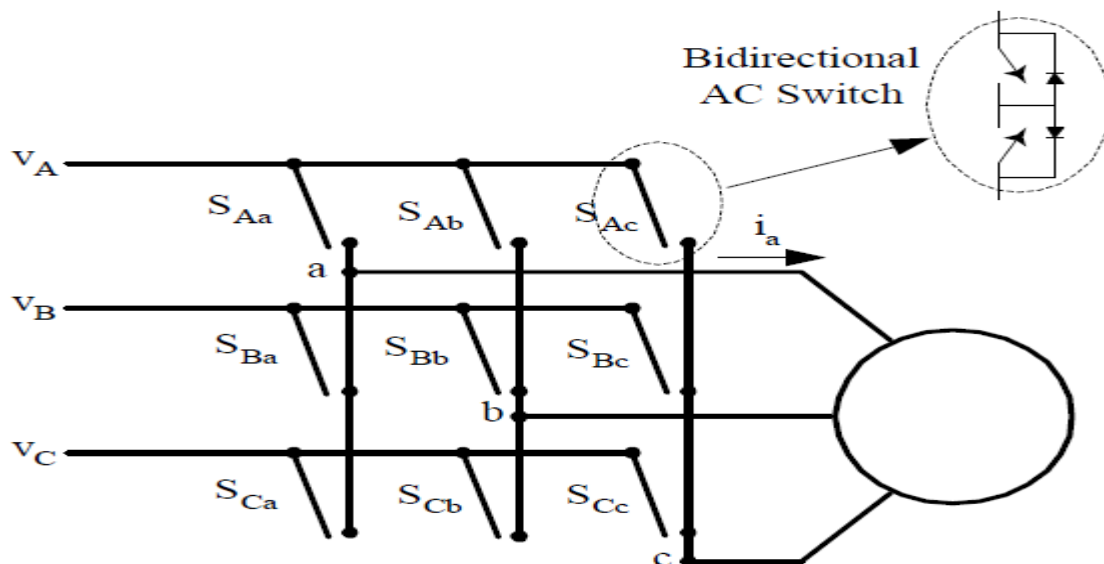 Bidirectional
AC Switch
vA
SAa
SAb
SAc
ia
a
vB
SBa
SBb
SBc
b
vC
SCa
SCb
SCc
c